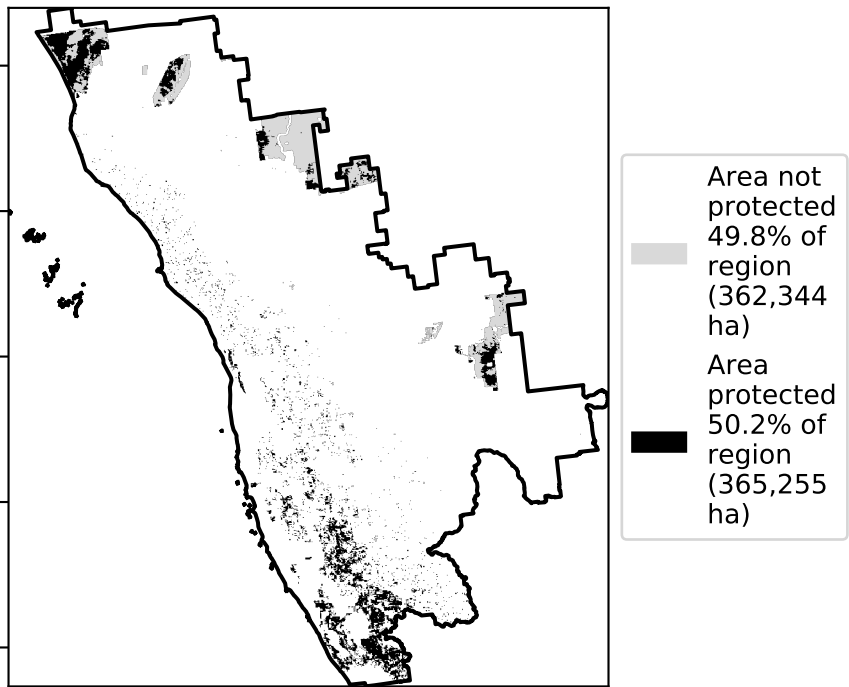 Area not
protected
49.8% of
region
(362,344
ha)
Area
protected
50.2% of
region
(365,255
ha)